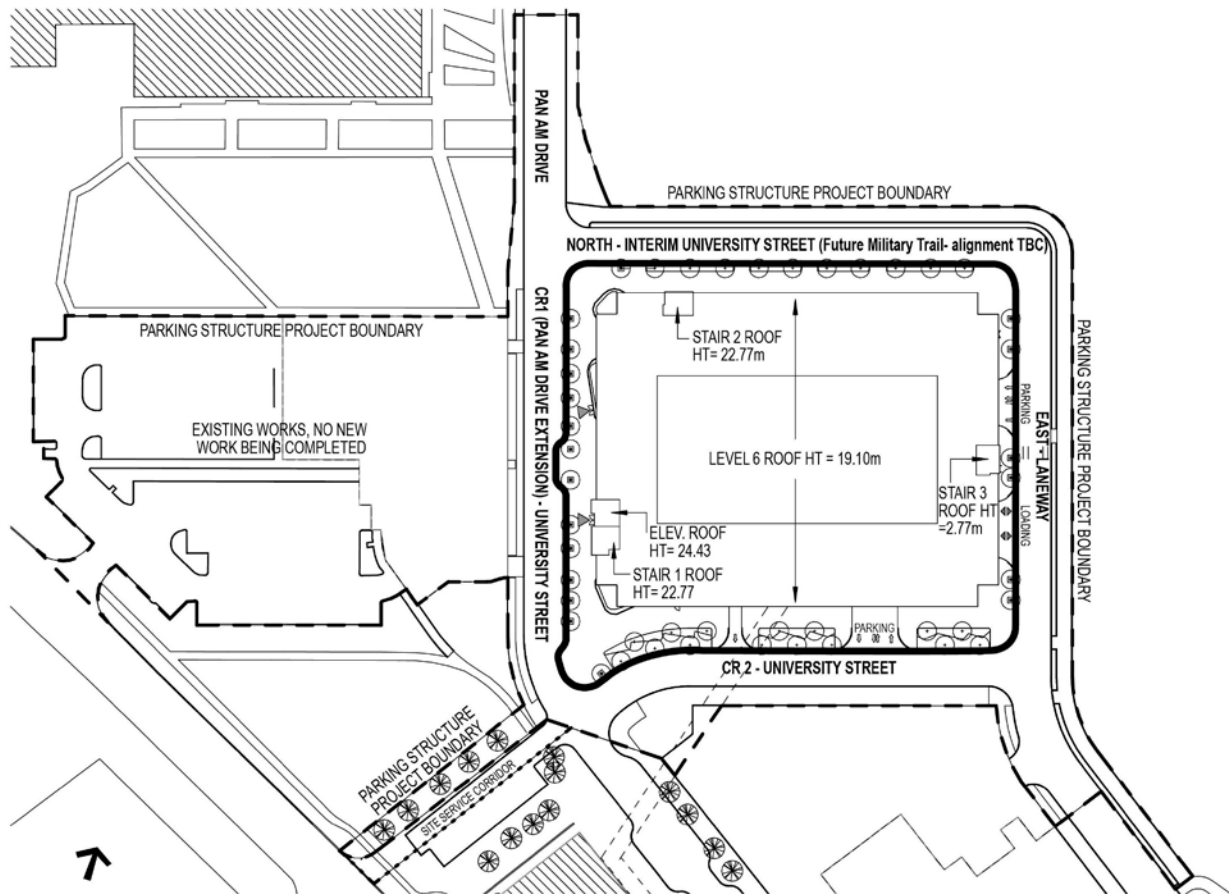 PAN AM DRIVE
PARKING STRUCTURE PROJECT BOUNDARY
NORTH - INTERIM UNIVERSITY STREET (Future Military Trail- alignment TBC)
PARKING STRUCTURE PROJECT BOUNDARY
CR1 (PAN AM DRIVE EXTENSION) - UNIVERSITY STREET
STAIR 2 ROOF
HT= 22.77m
PARKING STRUCTURE PROJECT BOUNDARY
EXISTING WORKS, NO NEW
WORK BEING COMPLETED
LEVEL 6 ROOF HT = 19.10m
PARKING
EAST - LANEWAY
STAIR 3
ROOF HT
=2.77m
LOADING
ELEV. ROOF
HT= 24.43
STAIR 1 ROOF
HT= 22.77
PARKING
CR 2 - UNIVERSITY STREET
PARKING STRUCTURE
PROJECT BOUNDARY
SITE SERVICE CORRIDOR